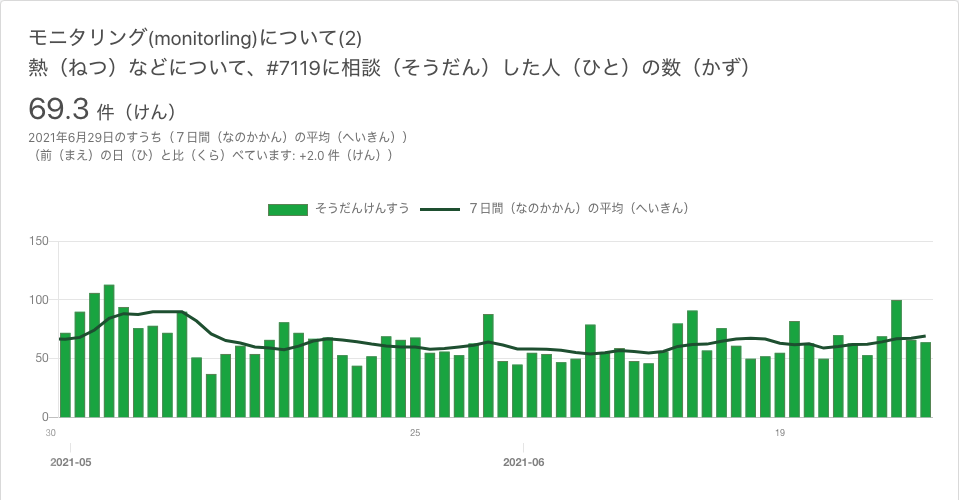 モニタリング(monitorling)について(2)
熱（ねつ）などについて、#7119に相談（そうだん）した人（ひと）の数（かず）
69.3 件（けん）
2021年6月29日のすうち（７日間（なのかかん）の平均（へいきん））
（前（まえ）の日（ひ）と比（くら）べています: +2.0 件（けん））
そうだんけんすう ７日間（なのかかん）の平均（へいきん）
150
100
50
0
30 25 19
2021-05 2021-06